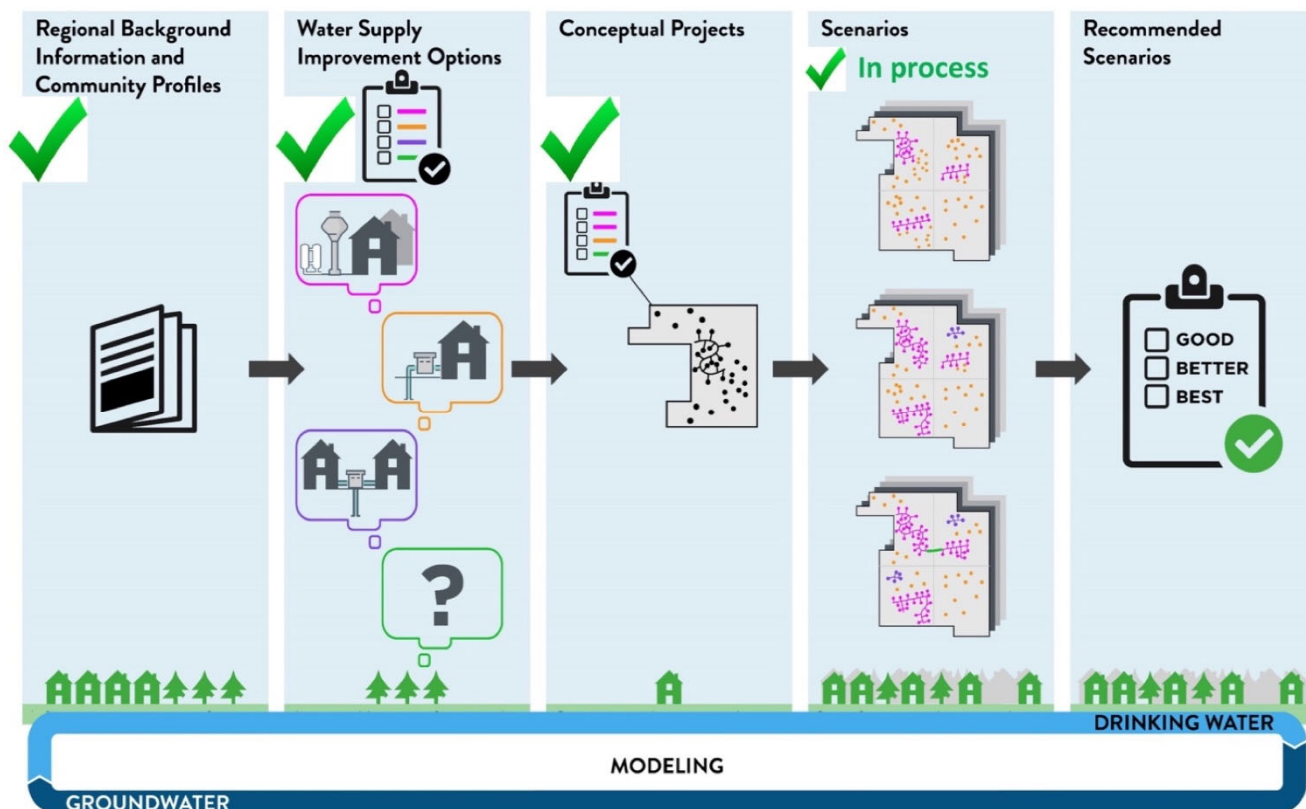 Regional Background
Information and
Community Profiles
Water Supply
Improvement Options
Conceptual Projects
Scenarios
In process
Recommended
Scenarios
?
GOOD
BETTER
BEST
DRINKING WATER
MODELING
GROUNDWATER